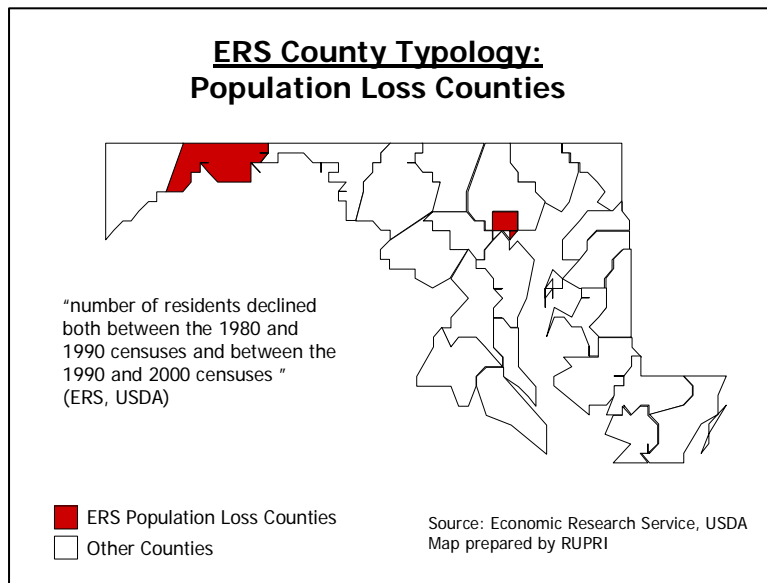 ERS County Typology:
Population Loss Counties
"number of residents declined
both between the 1980 and
1990 censuses and between the
1990 and 2000 censuses "
(ERS, USDA)
ERS Population Loss Counties
Other Counties
Source: Economic Research Service, USDA
Map prepared by RUPRI